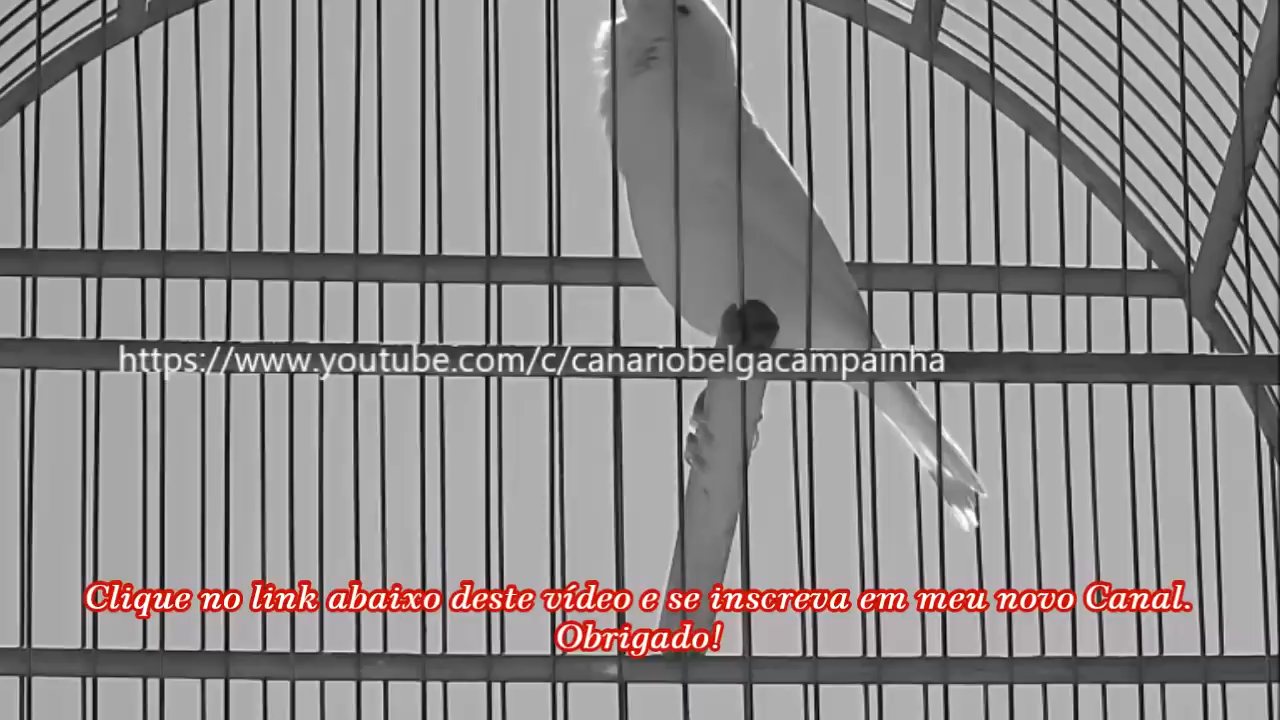 https://www.youtube.com/c/canariobelgacampainha
Clique no link abaixo deste vídeo e se inscreva em meu novo Canal.
Obrigado!